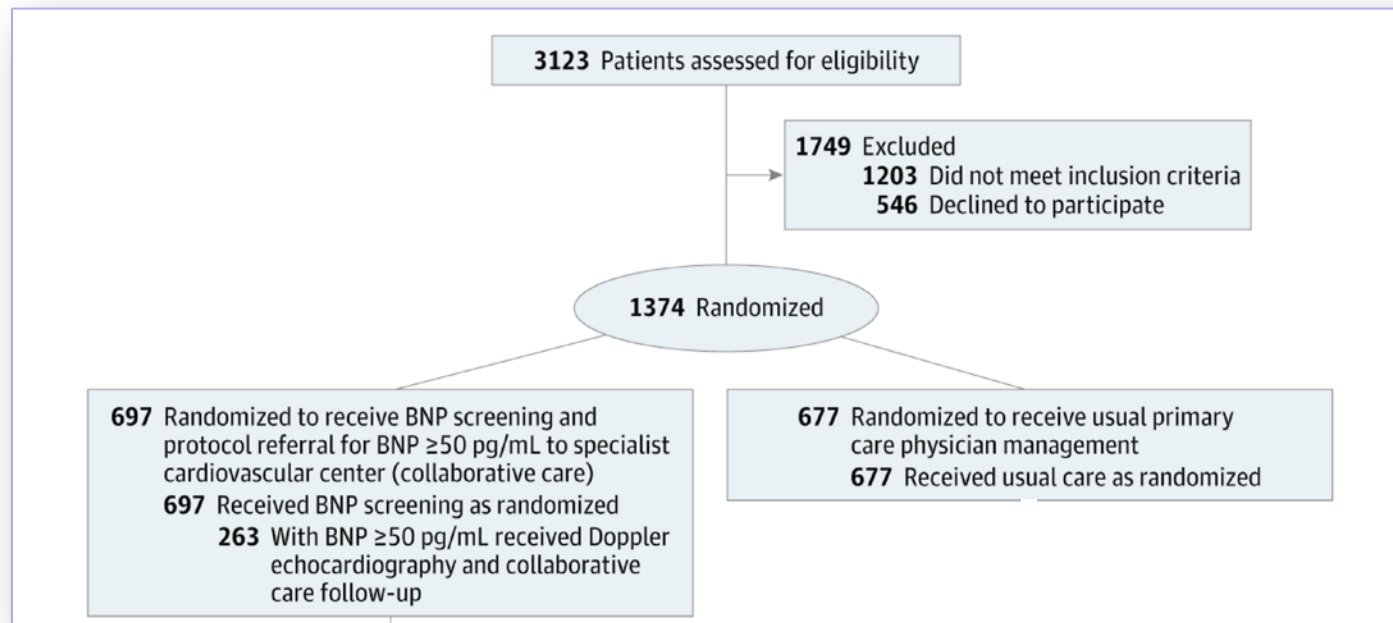 3123 Patients assessed for eligibility
1749 Excluded
1203 Did not meet inclusion criteria
546 Declined to participate
1374 Randomized
697 Randomized to receive BNP screening and
protocol referral for BNP ≥50 pg/mL to specialist
cardiovascular center (collaborative care)
697 Received BNP screening as randomized
263 With BNP ≥50 pg/mL received Doppler
echocardiography and collaborative
care follow-up
677 Randomized to receive usual primary
care physician management
677 Received usual care as randomized